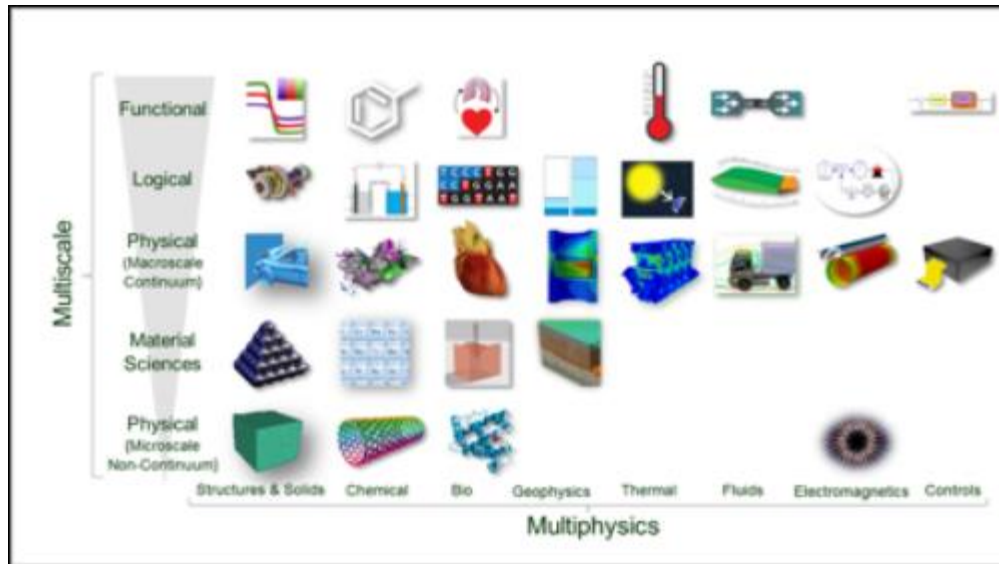 Multiscale
Functional
Logical
Physical
(Macroscale
Continuum)
Material
Sciences
Physical
(Microscale
Non-Continuum)
Structures & Solids Chemical Bio Geophysics Thermal Fluids Electromagnetics Controls
Multiphysics